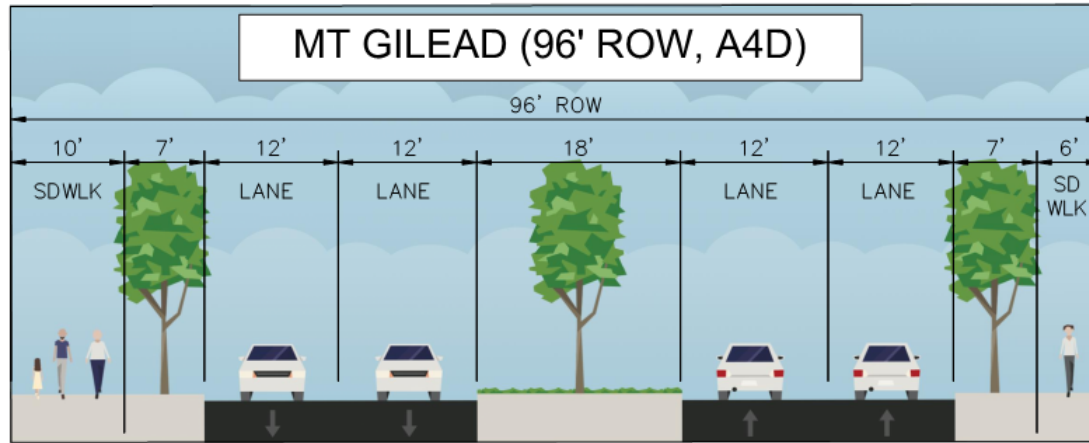 MT GILEAD (96' ROW, A4D)
96' ROW
10' 7' 12' 12' 18' 12' 12' 7' 6'
SDWLK LANE LANE LANE LANE SD
WLK